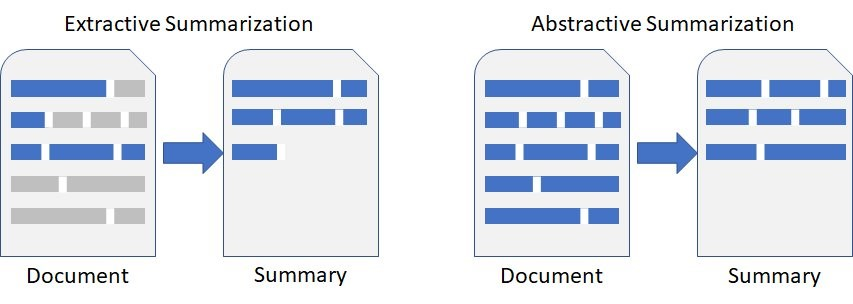 Extractive Summarization
Abstractive Summarization
Document
Summary
Document
Summary